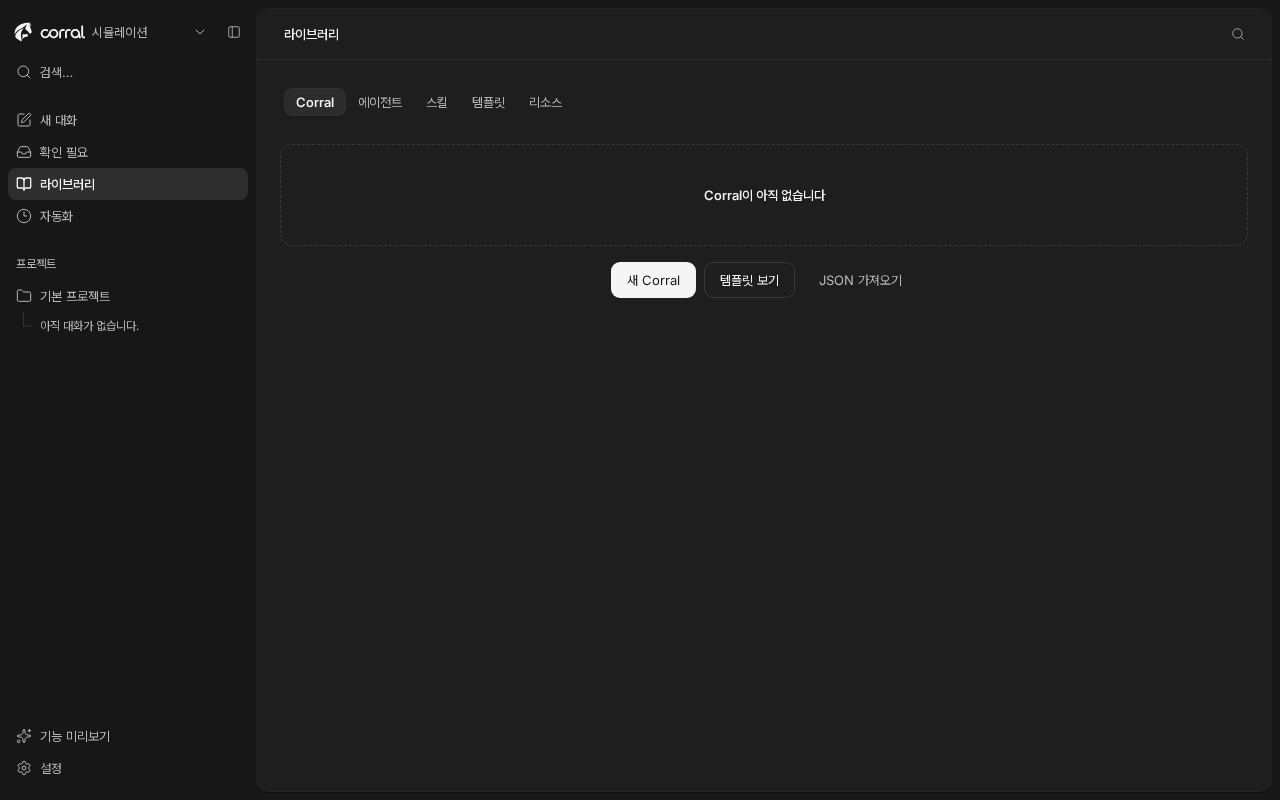 corral 시뮬레이션
검색...
새 대화
확인 필요
라이브러리
자동화
프로젝트
기본 프로젝트
아직 대화가 없습니다.
기능 미리보기
설정
라이브러리
Corral 에이전트 스킬 템플릿 리소스
Corral이 아직 없습니다
새 Corral 템플릿 보기 JSON 가져오기